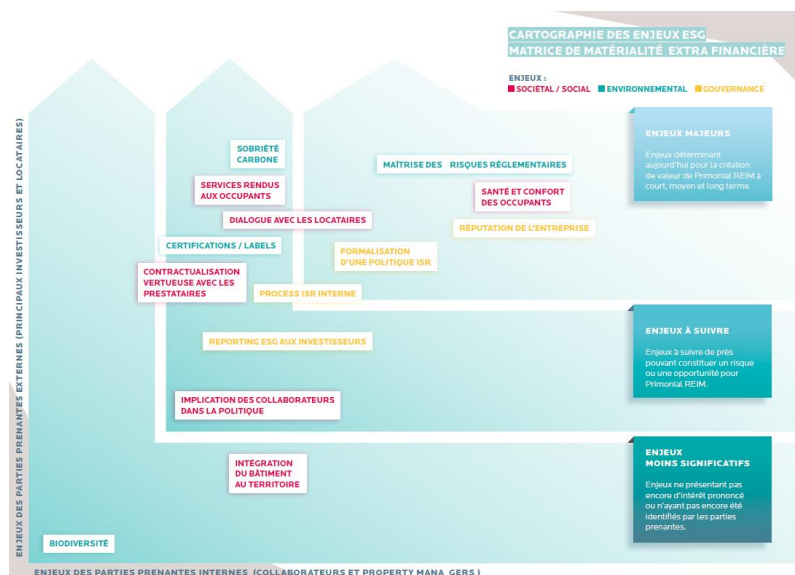 CARTOGRAPHIE DES ENJEUX ESG
MATRICE DE MATÉRIALITÉ EXTRA FINANCIÈRE
ENJEUX :
SOCIÉTAL / SOCIAL ENVIRONNEMENTAL GOUVERNANCE
ENJEUX DES PARTIES PRENANTES EXTERNES (PRINCIPAUX INVESTISSEURS ET LOCATAIRES)
SOBRIÉTÉ
CARBONE
MAÎTRISE DES RISQUES RÉGLEMENTAIRES
SERVICES RENDUS
AUX OCCUPANTS
SANTÉ ET CONFORT
DES OCCUPANTS
DIALOGUE AVEC LES LOCATAIRES
RÉPUTATION DE L'ENTREPRISE
CERTIFICATIONS / LABELS
FORMALISATION
D'UNE POLITIQUE ISR
CONTRACTUALISATION
VERTUEUSE AVEC LES
PRESTATAIRES
PROCESS ISR INTERNE
REPORTING ESG AUX INVESTISSEURS
IMPLICATION DES COLLABORATEURS
DANS LA POLITIQUE
INTÉGRATION
DU BÂTIMENT
AU TERRITOIRE
BIODIVERSITÉ
ENJEUX MAJEURS
Enjeu déterminant
aujourd'hui pour la création
de valeur de Primonial REIM à
court, moyen et long terme.
ENJEUX À SUIVRE
Enjeu à suivre de près
pouvant constituer un risque
ou une opportunité pour
Primonial REIM.
ENJEUX
MOINS SIGNIFICATIFS
Enjeu ne présentant pas
encore d'intérêt prononcé
ou n'ayant pas encore été
identifiés par les parties
prenantes.
ENJEUX DES PARTIES PRENANTES INTERNES (COLLABORATEURS ET PROPERTY MANA GERS )